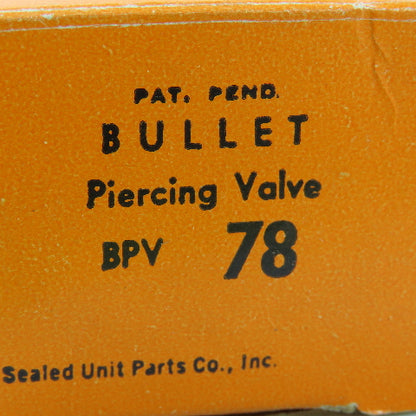 PAT. PEND.
BULLET
Piercing Valve
BPV 78
Sealed Unit Parts Co., Inc.